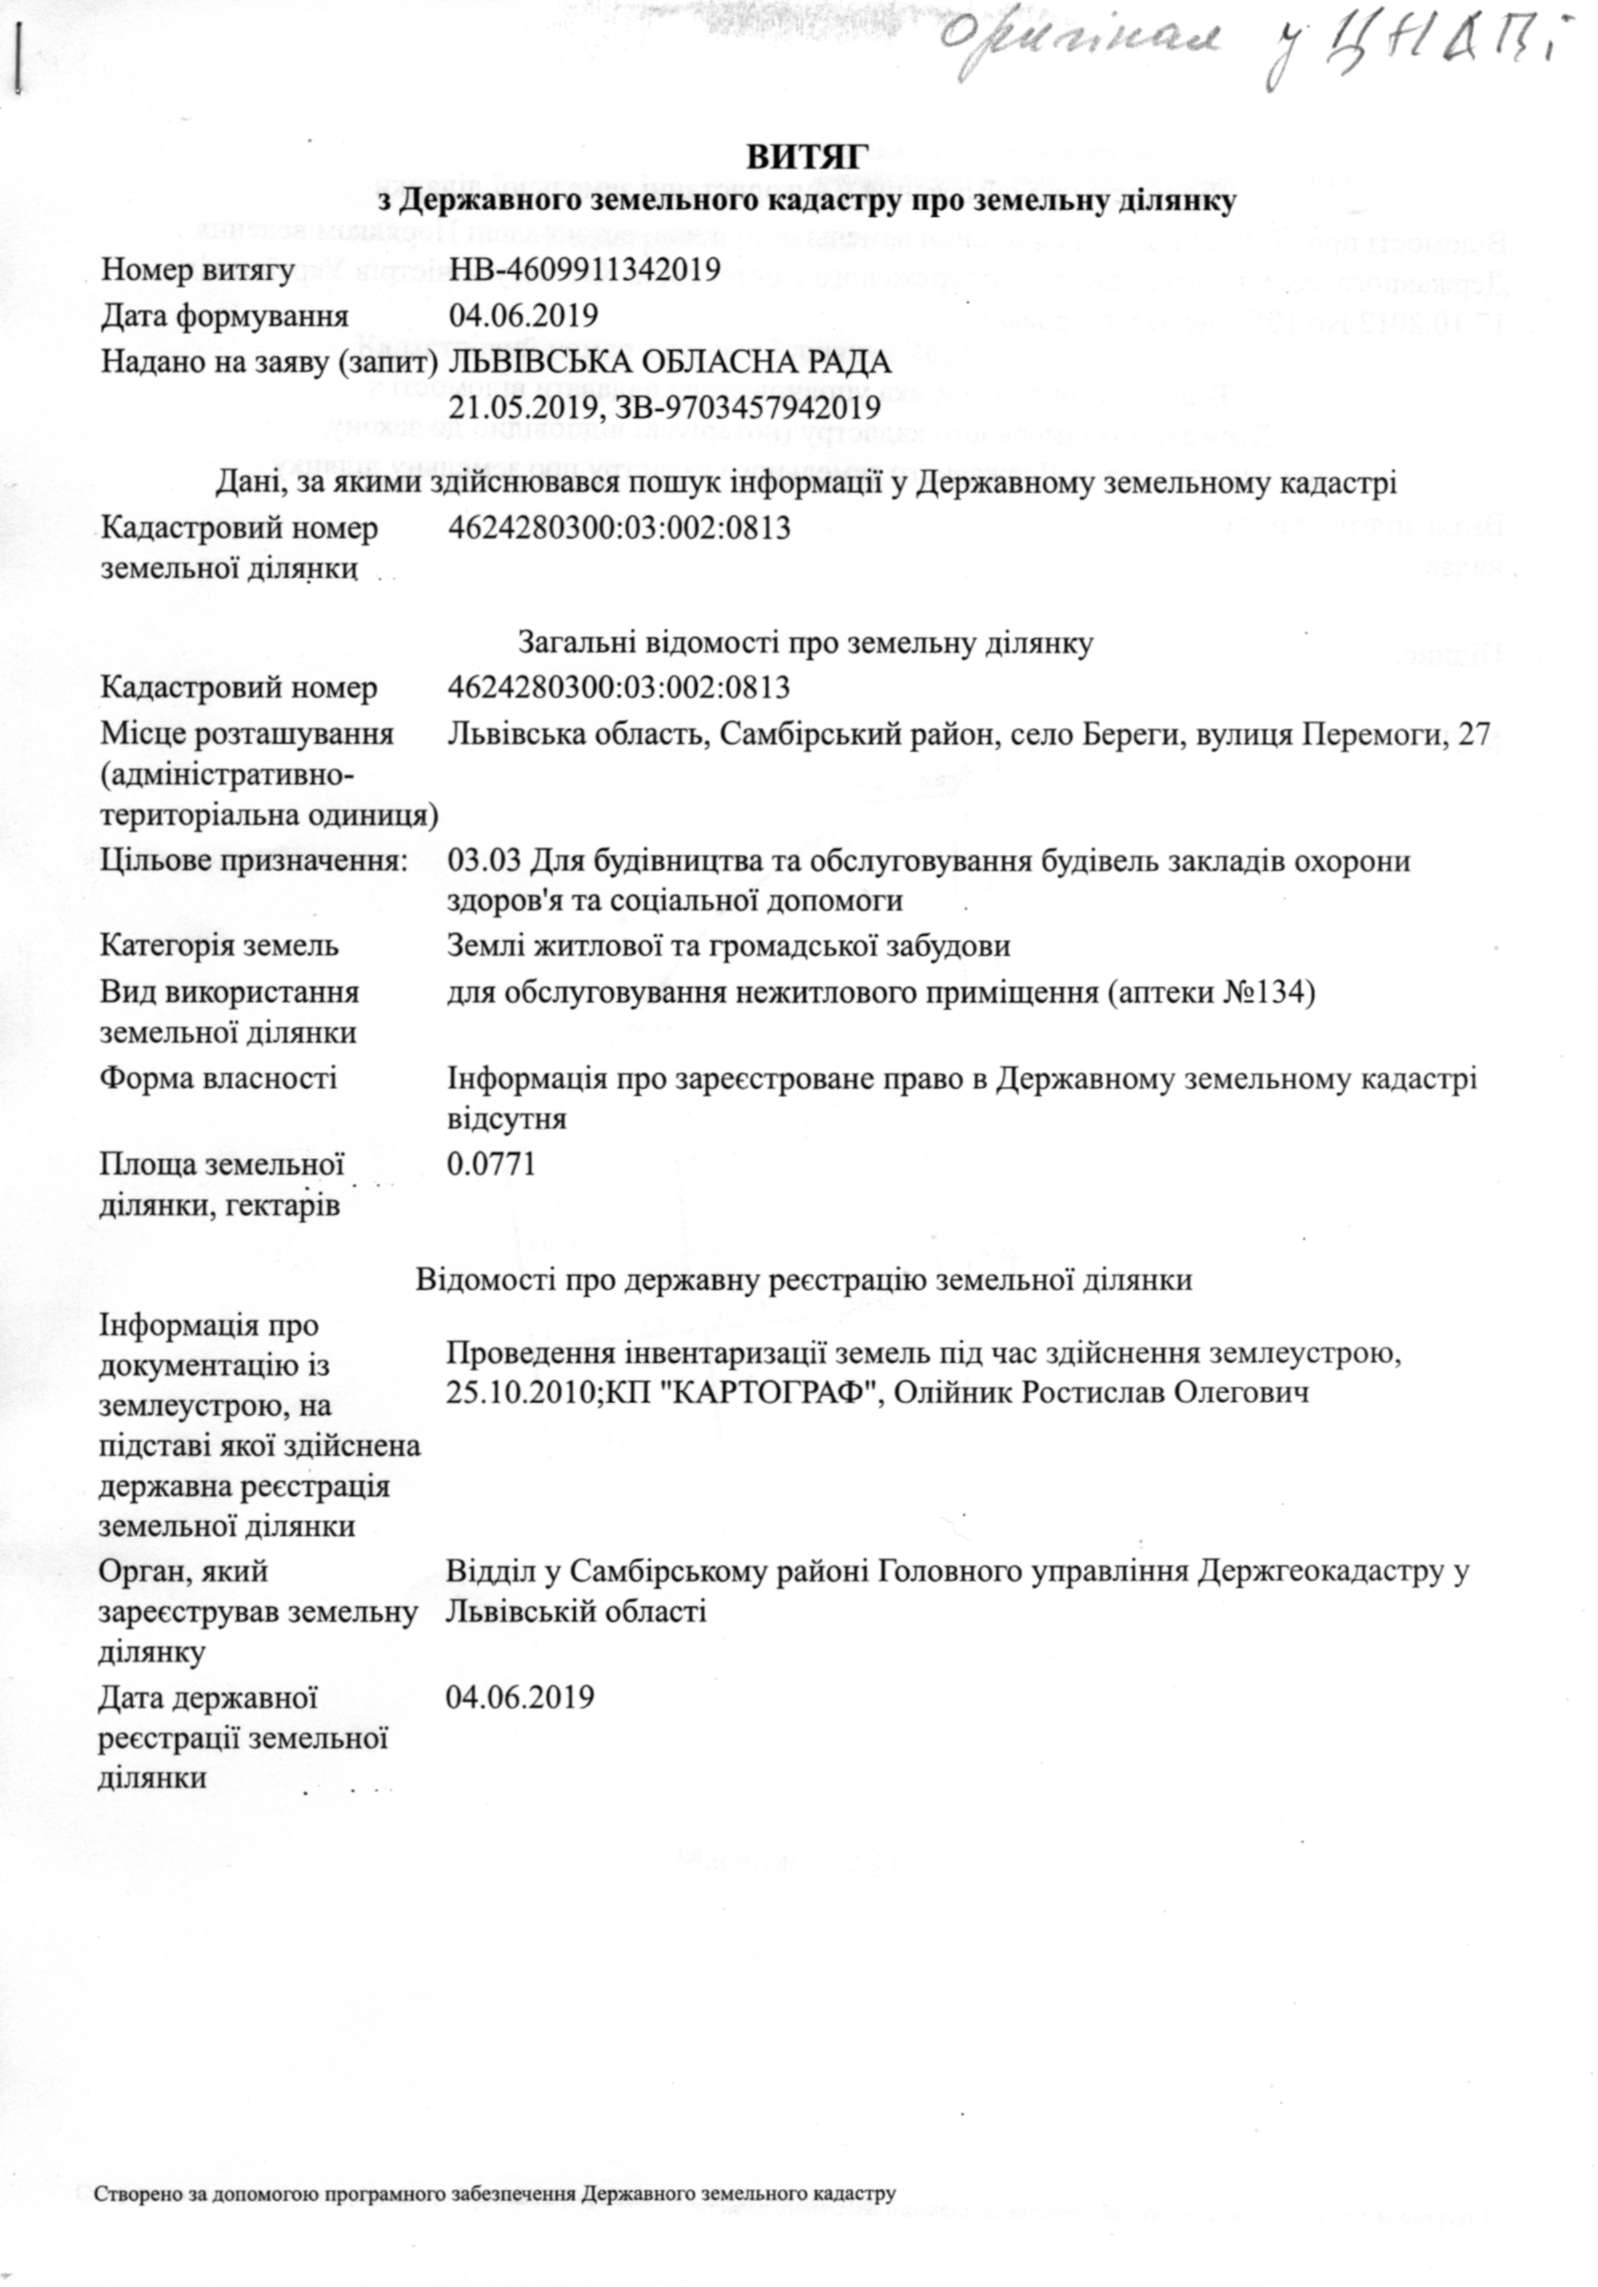 оригінал у ЦНАПі
ВИТЯГ
з Державного земельного кадастру про земельну ділянку
Номер витягу НВ-4609911342019
Дата формування 04.06.2019
Надано на заяву (запит) ЛЬВІВСЬКА ОБЛАСНА РАДА
21.05.2019, ЗВ-9703457942019
Дані, за якими здійснювався пошук інформації у Державному земельному кадастрі
Кадастровий номер 4624280300:03:002:0813
земельної ділянки
Загальні відомості про земельну ділянку
Кадастровий номер 4624280300:03:002:0813
Місце розташування Львівська область, Самбірський район, село Береги, вулиця Перемоги, 27
(адміністративно-
територіальна одиниця)
Цільове призначення: 03.03 Для будівництва та обслуговування будівель закладів охорони
здоров'я та соціальної допомоги
Категорія земель Землі житлової та громадської забудови
Вид використання для обслуговування нежитлового приміщення (аптеки №134)
земельної ділянки
Форма власності Інформація про зареєстроване право в Державному земельному кадастрі
відсутня
Площа земельної 0.0771
ділянки, гектарів
Відомості про державну реєстрацію земельної ділянки
Інформація про
документацію із
землеустрою, на
підставі якої здійснена
державна реєстрація
земельної ділянки
Проведення інвентаризації земель під час здійснення землеустрою,
25.10.2010;КП "КАРТОГРАФ", Олійник Ростислав Олегович
Орган, який Відділ у Самбірському районі Головного управління Держгеокадастру у
зареєстрував земельну Львівській області
ділянку
Дата державної 04.06.2019
реєстрації земельної
ділянки
Створено за допомогою програмного забезпечення Державного земельного кадастру